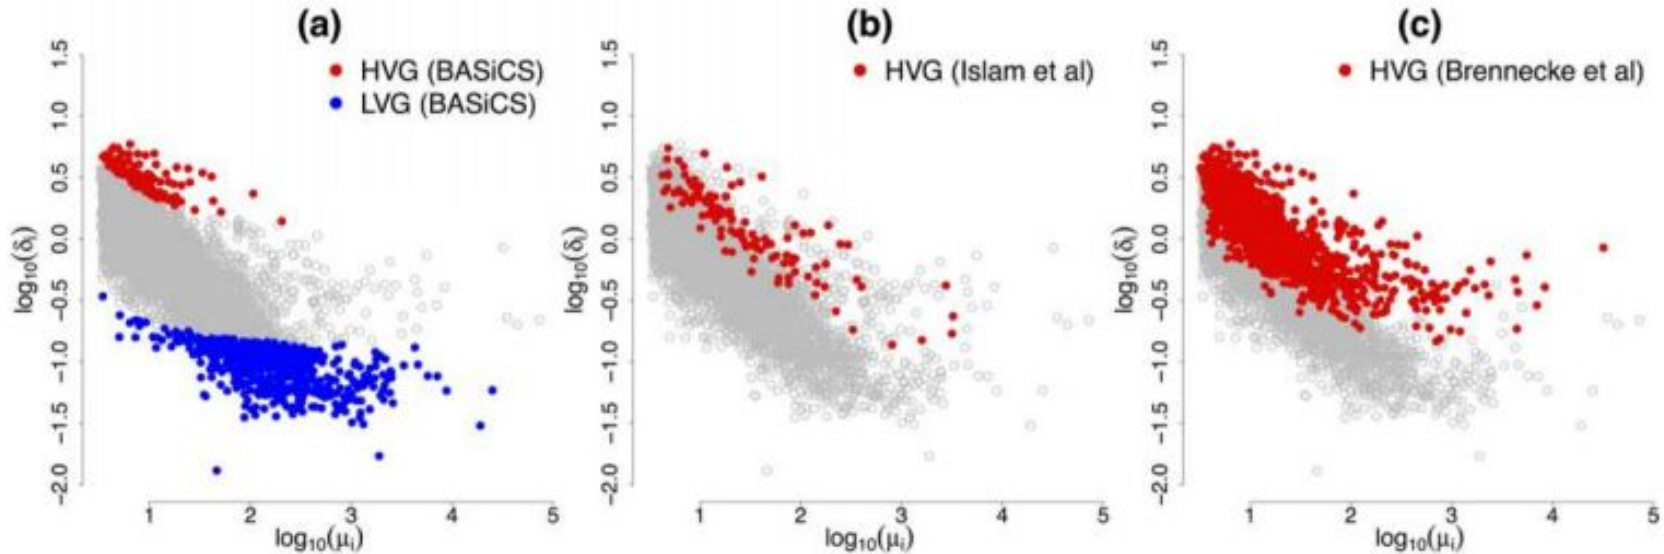 (a)
HVG (BASiCS)
LVG (BASiCS)
log10(δi)
1.5
1.0
0.5
0.0
−0.5
−1.0
−1.5
−2.0
1 2 3 4 5
log10(μi)
(b)
HVG (Islam et al)
log10(δi)
1.5
1.0
0.5
0.0
−0.5
−1.0
−1.5
−2.0
1 2 3 4 5
log10(μi)
(c)
HVG (Brennecke et al)
log10(δi)
1.5
1.0
0.5
0.0
−0.5
−1.0
−1.5
−2.0
1 2 3 4 5
log10(μi)